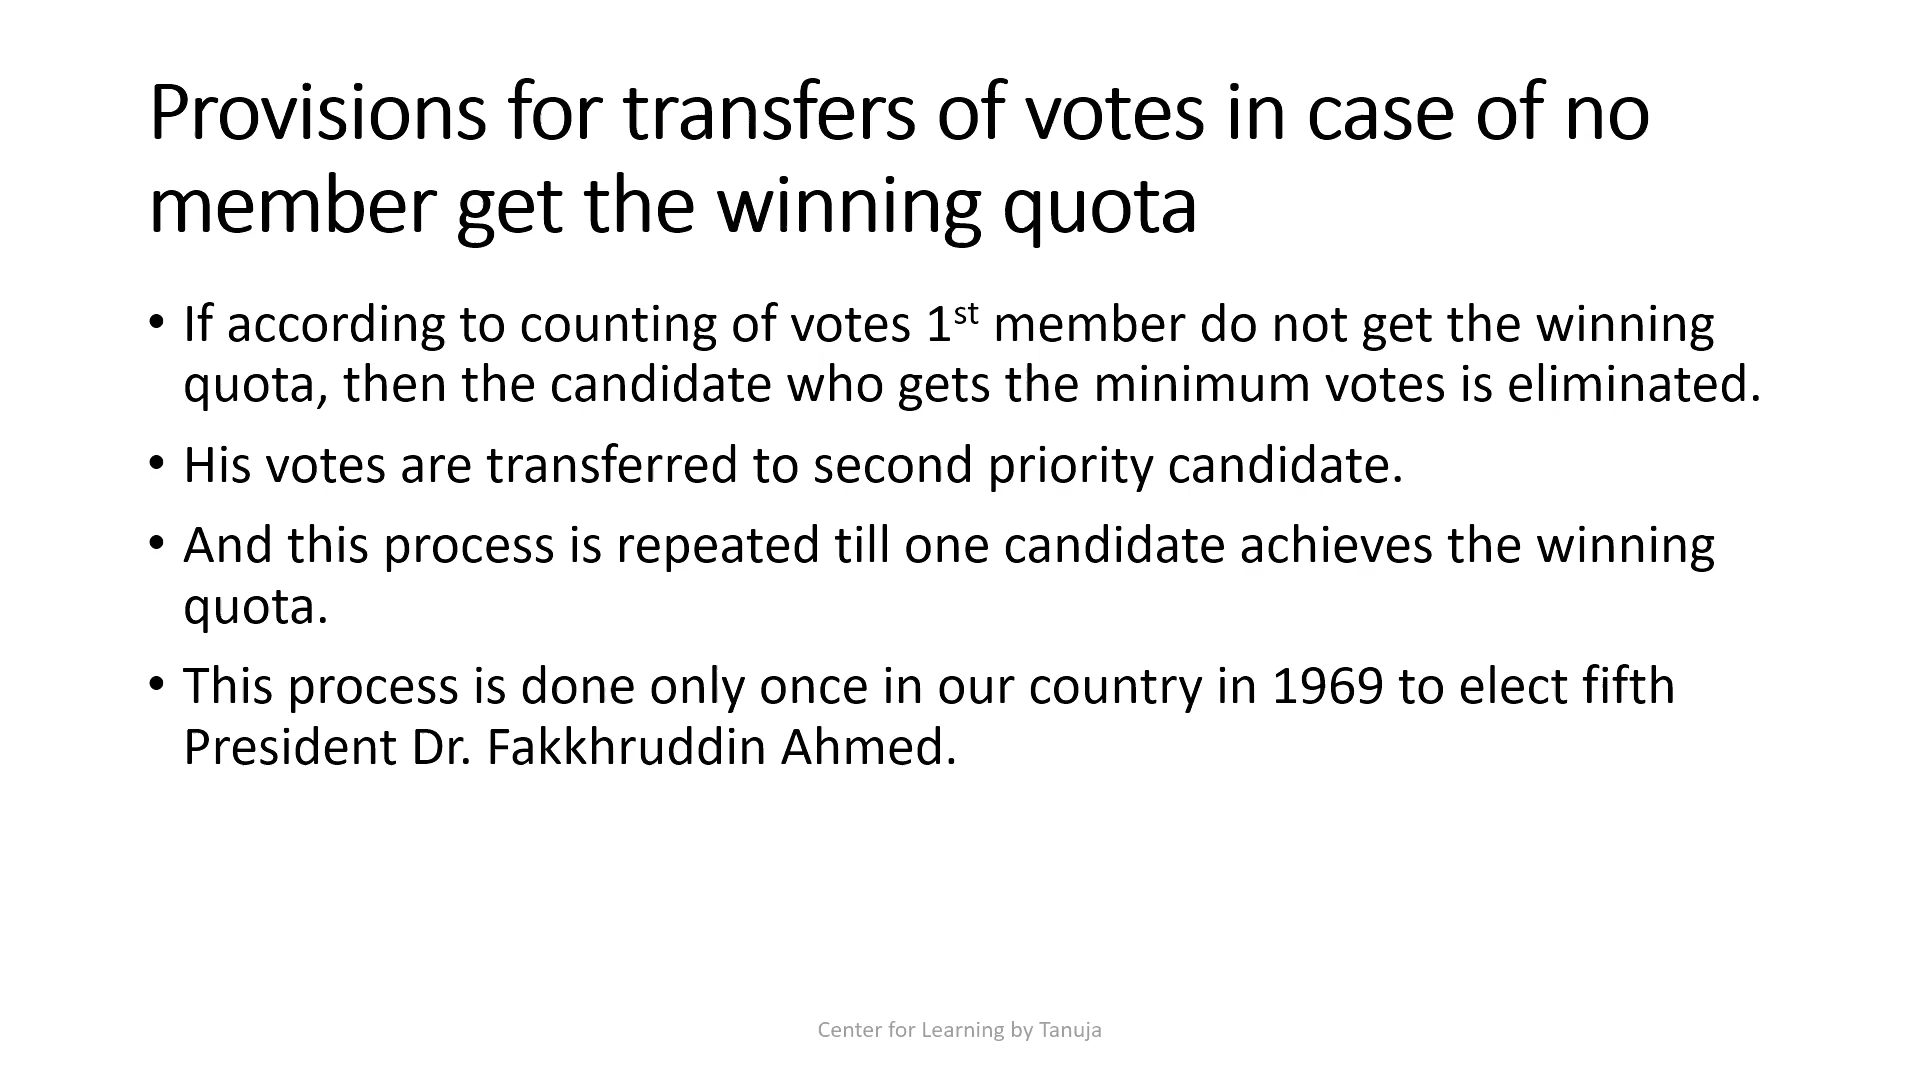 Provisions for transfers of votes in case of no
member get the winning quota
• If according to counting of votes 1st member do not get the winning
quota, then the candidate who gets the minimum votes is eliminated.
• His votes are transferred to second priority candidate.
• And this process is repeated till one candidate achieves the winning
quota.
• This process is done only once in our country in 1969 to elect fifth
President Dr. Fakkhruddin Ahmed.
Center for Learning by Tanuja